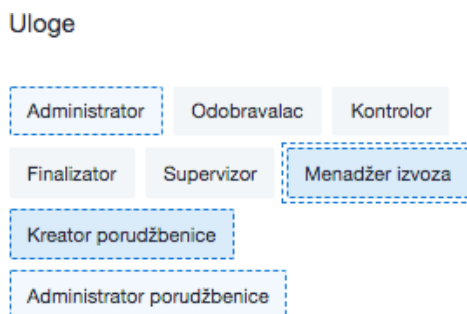 Uloge
Administrator Odobravalac Kontrolor
Finalizator Supervizor Menadžer izvoza
Kreator porudžbenice
Administrator porudžbenice